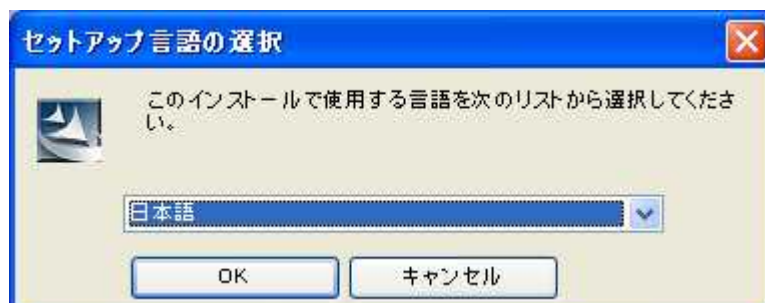 セットアップ言語の選択
このインストールで使用する言語を次のリストから選択してくださ
い。
日本語
OK
キャンセル